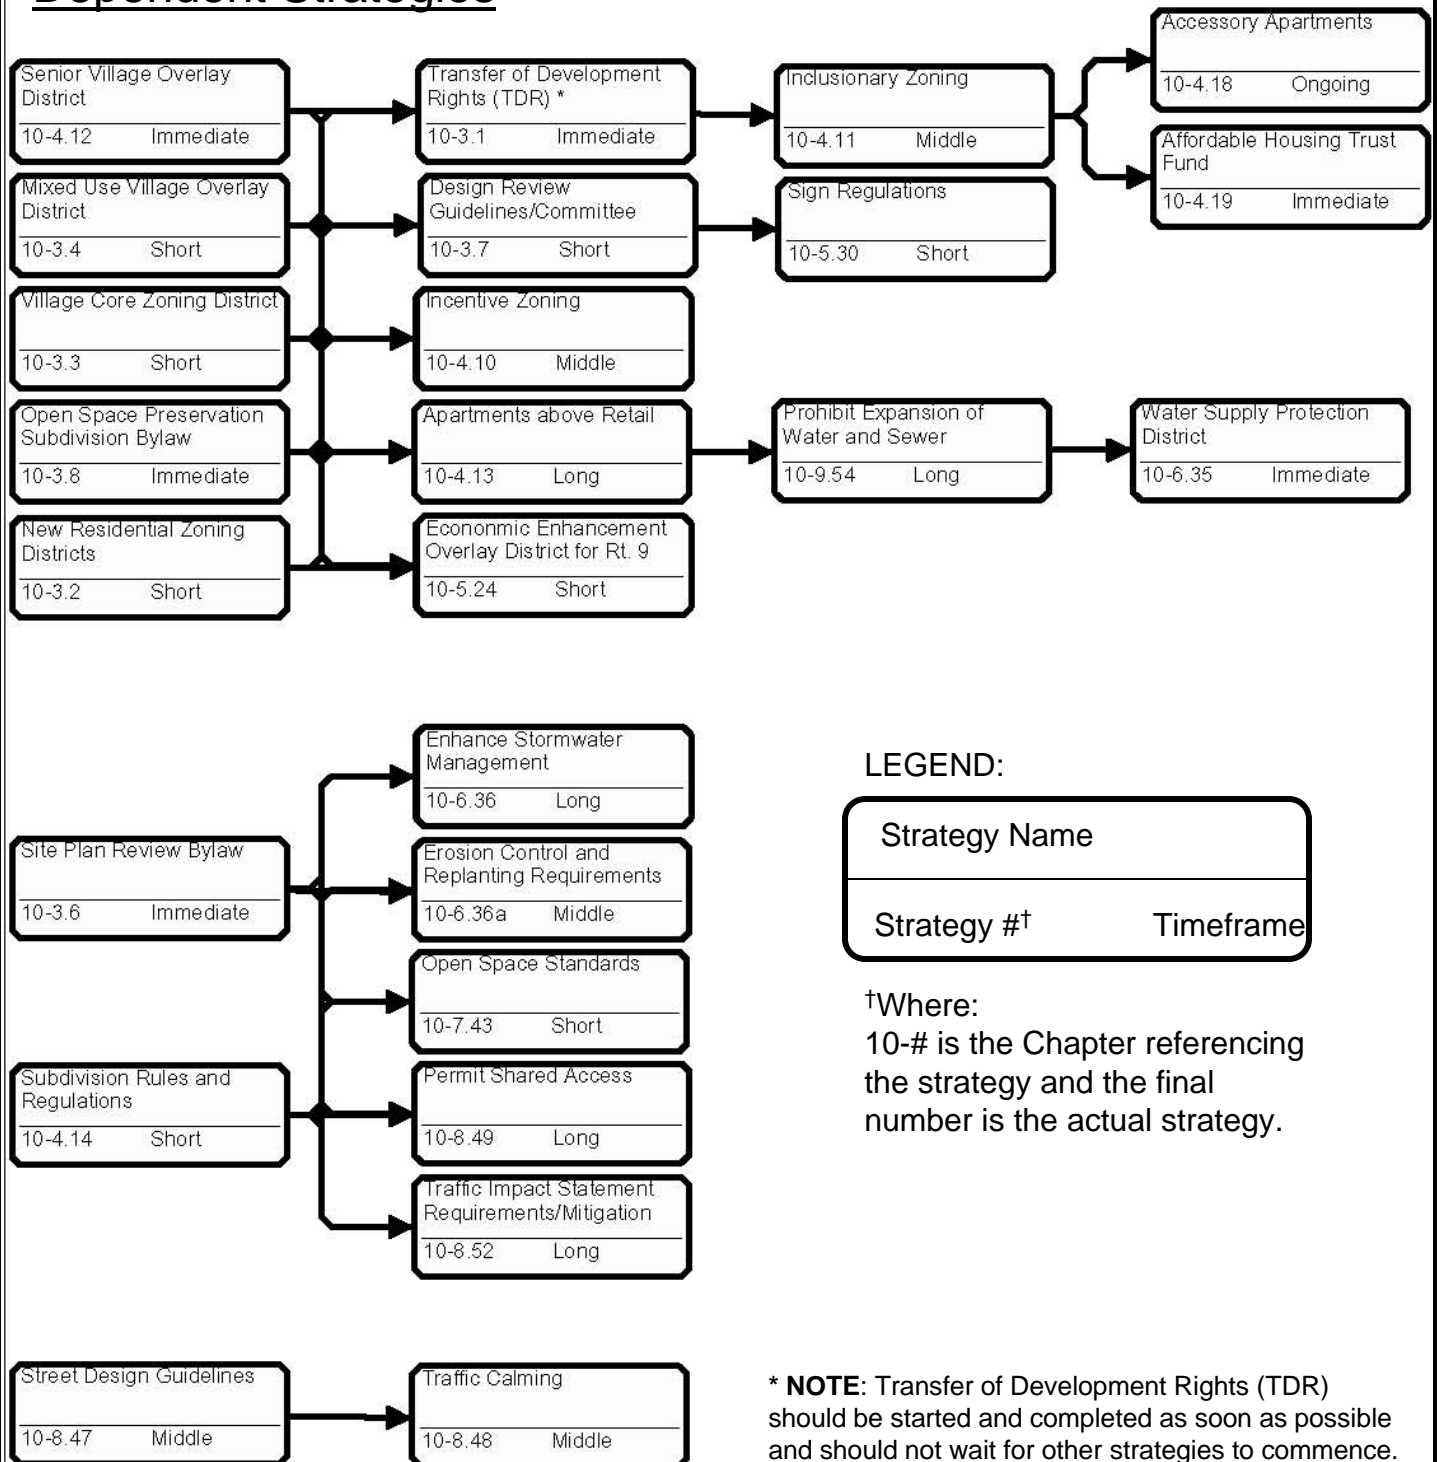 Dependent Strategies
Senior Village Overlay
District
10-4.12 Immediate
Mixed Use Village Overlay
District
10-3.4 Short
Village Core Zoning District
10-3.3 Short
Open Space Preservation
Subdivision Bylaw
10-3.8 Immediate
New Residential Zoning
Districts
10-3.2 Short
Transfer of Development
Rights (TDR) *
10-3.1 Immediate
Design Review
Guidelines/Committee
10-3.7 Short
Incentive Zoning
10-4.10 Middle
Apartments above Retail
10-4.13 Long
Econonmic Enhancement
Overlay District for Rt. 9
10-5.24 Short
Inclusionary Zoning
10-4.11 Middle
Sign Regulations
10-5.30 Short
Prohibit Expansion of
Water and Sewer
10-9.54 Long
Accessory Apartments
10-4.18 Ongoing
Affordable Housing Trust
Fund
10-4.19 Immediate
Water Supply Protection
District
10-6.35 Immediate
Site Plan Review Bylaw
10-3.6 Immediate
Subdivision Rules and
Regulations
10-4.14 Short
Enhance Stormwater
Management
10-6.36 Long
Erosion Control and
Replanting Requirements
10-6.36a Middle
Open Space Standards
10-7.43 Short
Permit Shared Access
10-8.49 Long
Traffic Impact Statement
Requirements/Mitigation
10-8.52 Long
LEGEND:
Strategy Name
Strategy #† Timeframe
†Where:
10-# is the Chapter referencing
the strategy and the final
number is the actual strategy.
Street Design Guidelines
10-8.47 Middle
Traffic Calming
10-8.48 Middle
* NOTE: Transfer of Development Rights (TDR)
should be started and completed as soon as possible
and should not wait for other strategies to commence.